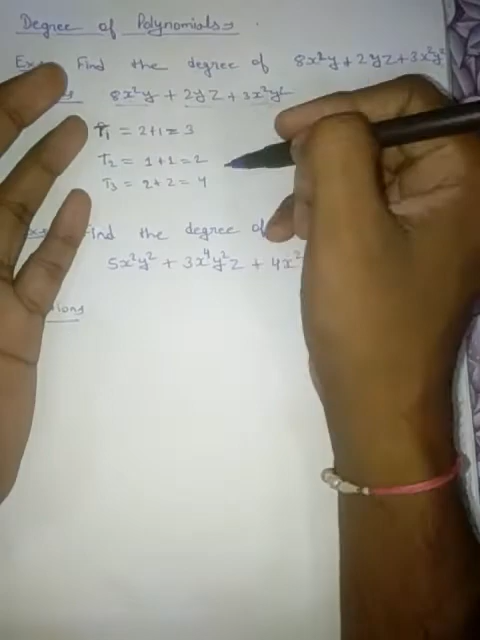 Degree of Polynomials
Find the degree of 8x²y + 2yz + 3x²y²
8x²y + 2yz + 3x²y²
T₁ = 2+1 = 3
T₂ = 1+1 = 2
T₃ = 2+2 = 4
Find the degree of
5x²y² + 3x⁴y²z + 4x²